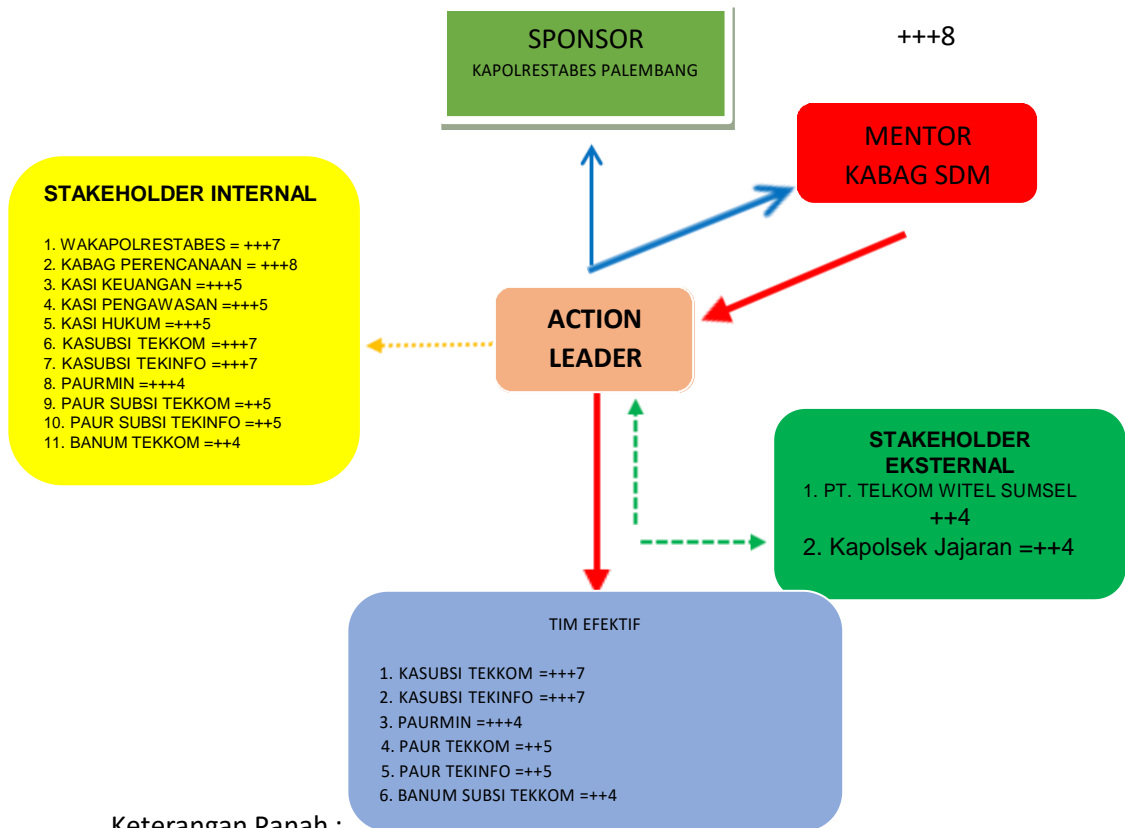 SPONSOR
KAPOLRESTABES PALEMBANG
+++8
MENTOR
KABAG SDM
STAKEHOLDER INTERNAL
1. WAKAPOLRESTABES = +++7
2. KABAG PERENCANAAN = +++8
3. KASI KEUANGAN =+++5
4. KASI PENGAWASAN =+++5
5. KASI HUKUM =+++5
6. KASUBSI TEKKOM =+++7
7. KASUBSI TEKINFO =+++7
8. PAURMIN =+++4
9. PAUR SUBSI TEKKOM =++5
10. PAUR SUBSI TEKINFO =++5
11. BANUM TEKKOM =++4
ACTION
LEADER
STAKEHOLDER
EKSTERNAL
1. PT. TELKOM WITEL SUMSEL
++4
2. Kapolsek Jajaran =++4
TIM EFEKTIF
1. KASUBSI TEKKOM =+++7
2. KASUBSI TEKINFO =+++7
3. PAURMIN =+++4
4. PAUR TEKKOM =++5
5. PAUR TEKINFO =++5
6. BANUM SUBSI TEKKOM =++4
Keterangan Panah :